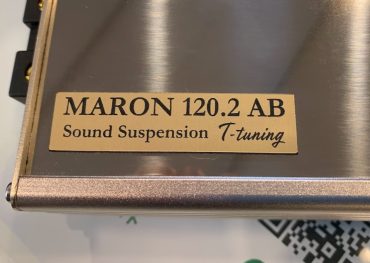 MARON 120.2 AB
Sound Suspension T-tuning